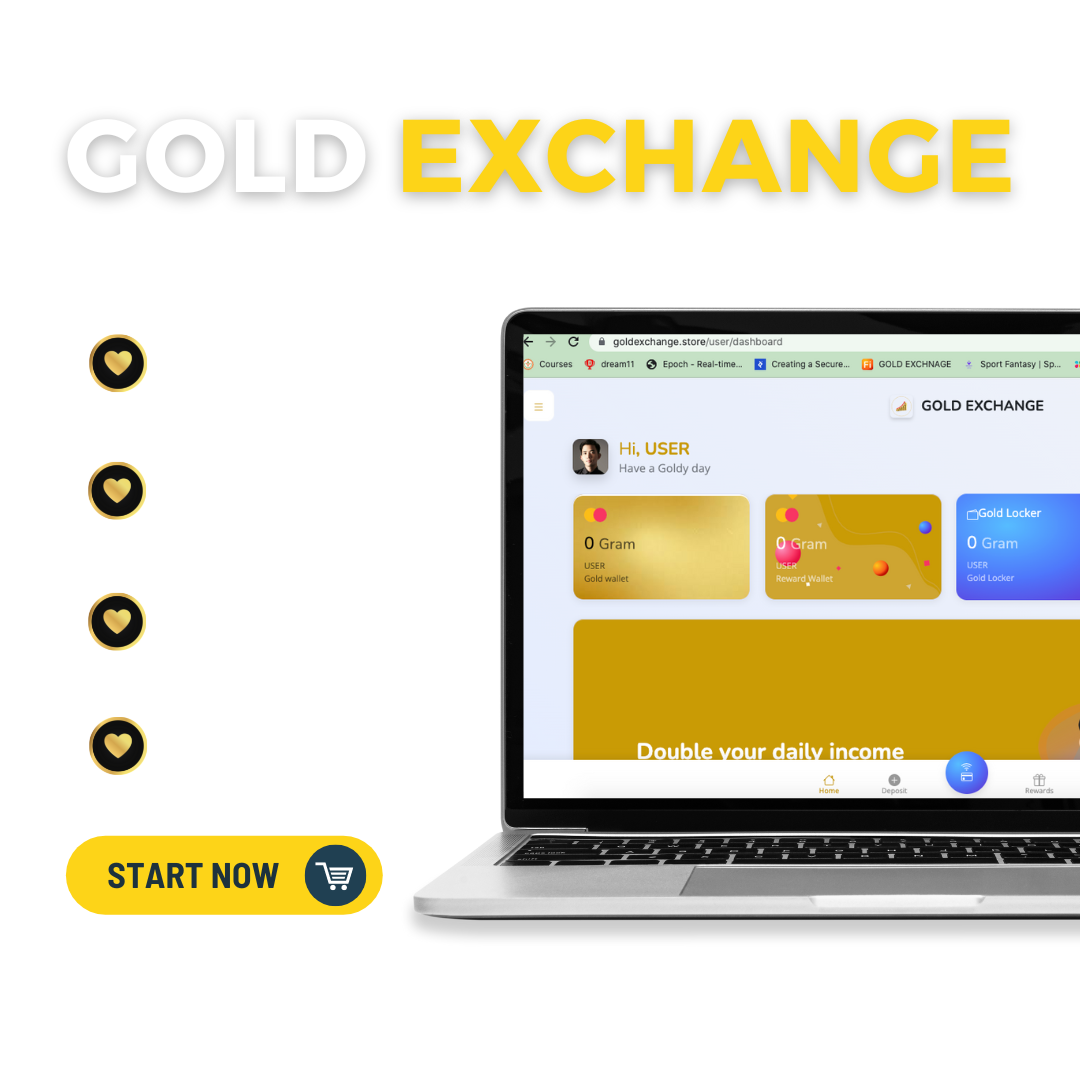 GOLD EXCHANGE
goldexchange.store/user/dashboard
Courses dream11 Epoch - Real-time... Creating a Secure... GOLD EXCHNAGE Sport Fantasy | Sp...
GOLD EXCHANGE
Hi, USER
Have a Goldy day
0 Gram
USER
Gold wallet
0 Gram
USER
Reward Wallet
Gold Locker
0 Gram
USER
Gold Locker
Double your daily income
Home Deposit Rewards
START NOW